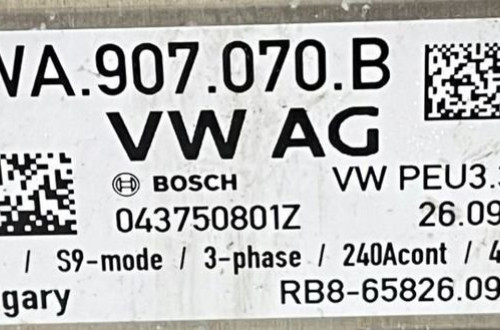 WA.907.070.B
VW AG
BOSCH
VW PEU3.
043750801Z
26.09
/ S9-mode / 3-phase / 240Acont / 4
gary
RB8-65826.09